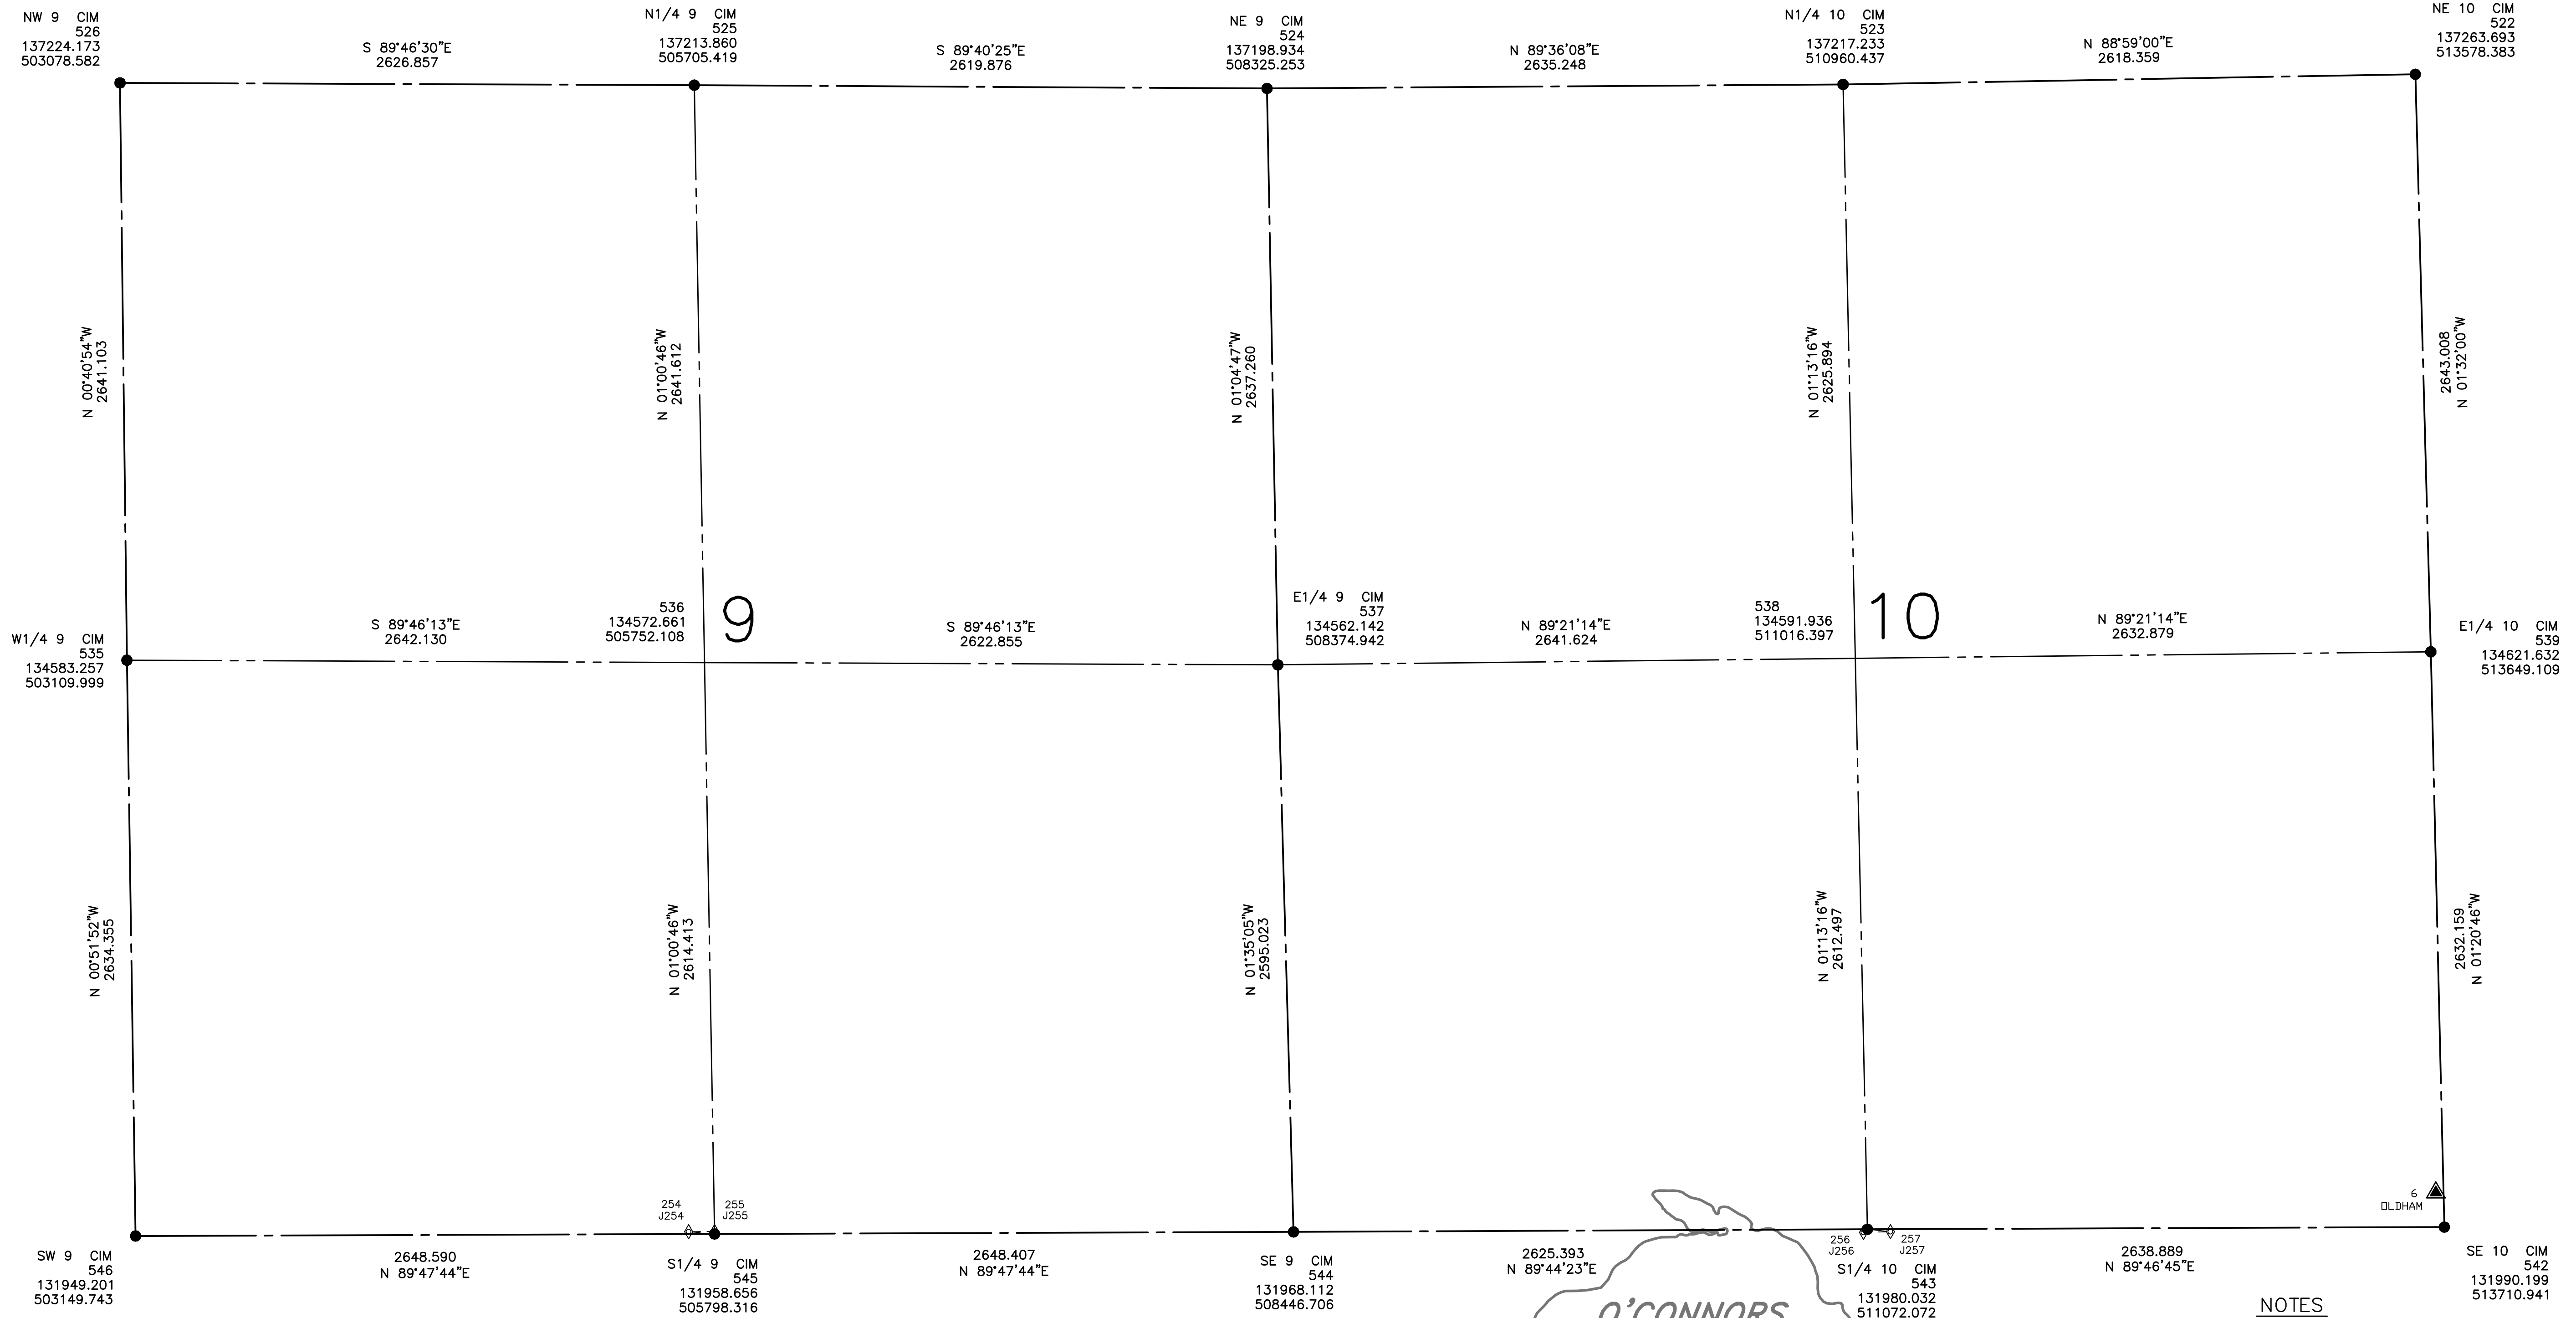 NW 9 CIM
526
137224.173
503078.582
S 89°46'30"E
2626.857
N1/4 9 CIM
525
137213.860
505705.419
S 89°40'25"E
2619.876
NE 9 CIM
524
137198.934
508325.253
N 89°36'08"E
2635.248
N1/4 10 CIM
523
137217.233
510960.437
N 88°59'00"E
2618.359
NE 10 CIM
522
137263.693
513578.383
N 00°40'54"W
2641.103
N 01°00'46"W
2641.612
N 01°04'47"W
2637.260
N 01°13'16"W
2625.894
2643.008
N 01°32'00"W
W1/4 9 CIM
535
134583.257
503109.999
S 89°46'13"E
2642.130
536
134572.661
505752.108
9
S 89°46'13"E
2622.855
E1/4 9 CIM
537
134562.142
508374.942
N 89°21'14"E
2641.624
538
134591.936
511016.397
10
N 89°21'14"E
2632.879
E1/4 10 CIM
539
134621.632
513649.109
N 00°51'52"W
2634.355
N 01°00'46"W
2614.413
N 01°35'05"W
2595.023
N 01°13'16"W
2612.497
2632.159
N 01°20'46"W
254
J254
255
J255
6
OLDHAM
256
J256
257
J257
SW 9 CIM
546
131949.201
503149.743
2648.590
N 89°47'44"E
S1/4 9 CIM
545
131958.656
505798.316
2648.407
N 89°47'44"E
SE 9 CIM
544
131968.112
508446.706
2625.393
N 89°44'23"E
S1/4 10 CIM
543
131980.032
511072.072
2638.889
N 89°46'45"E
SE 10 CIM
542
131990.199
513710.941
O'CONNORS
NOTES